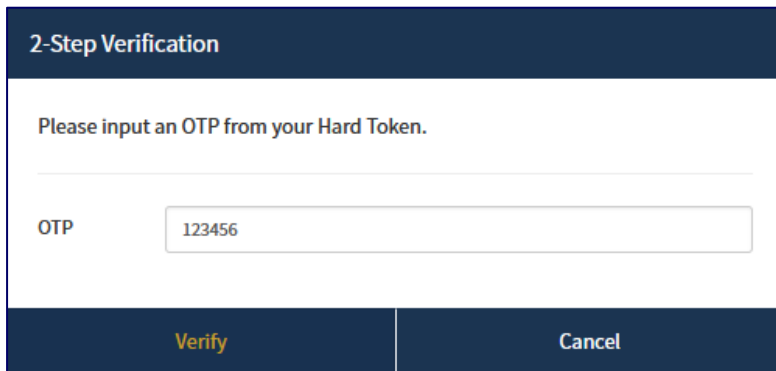 2-Step Verification
Please input an OTP from your Hard Token.
OTP 123456
Verify Cancel